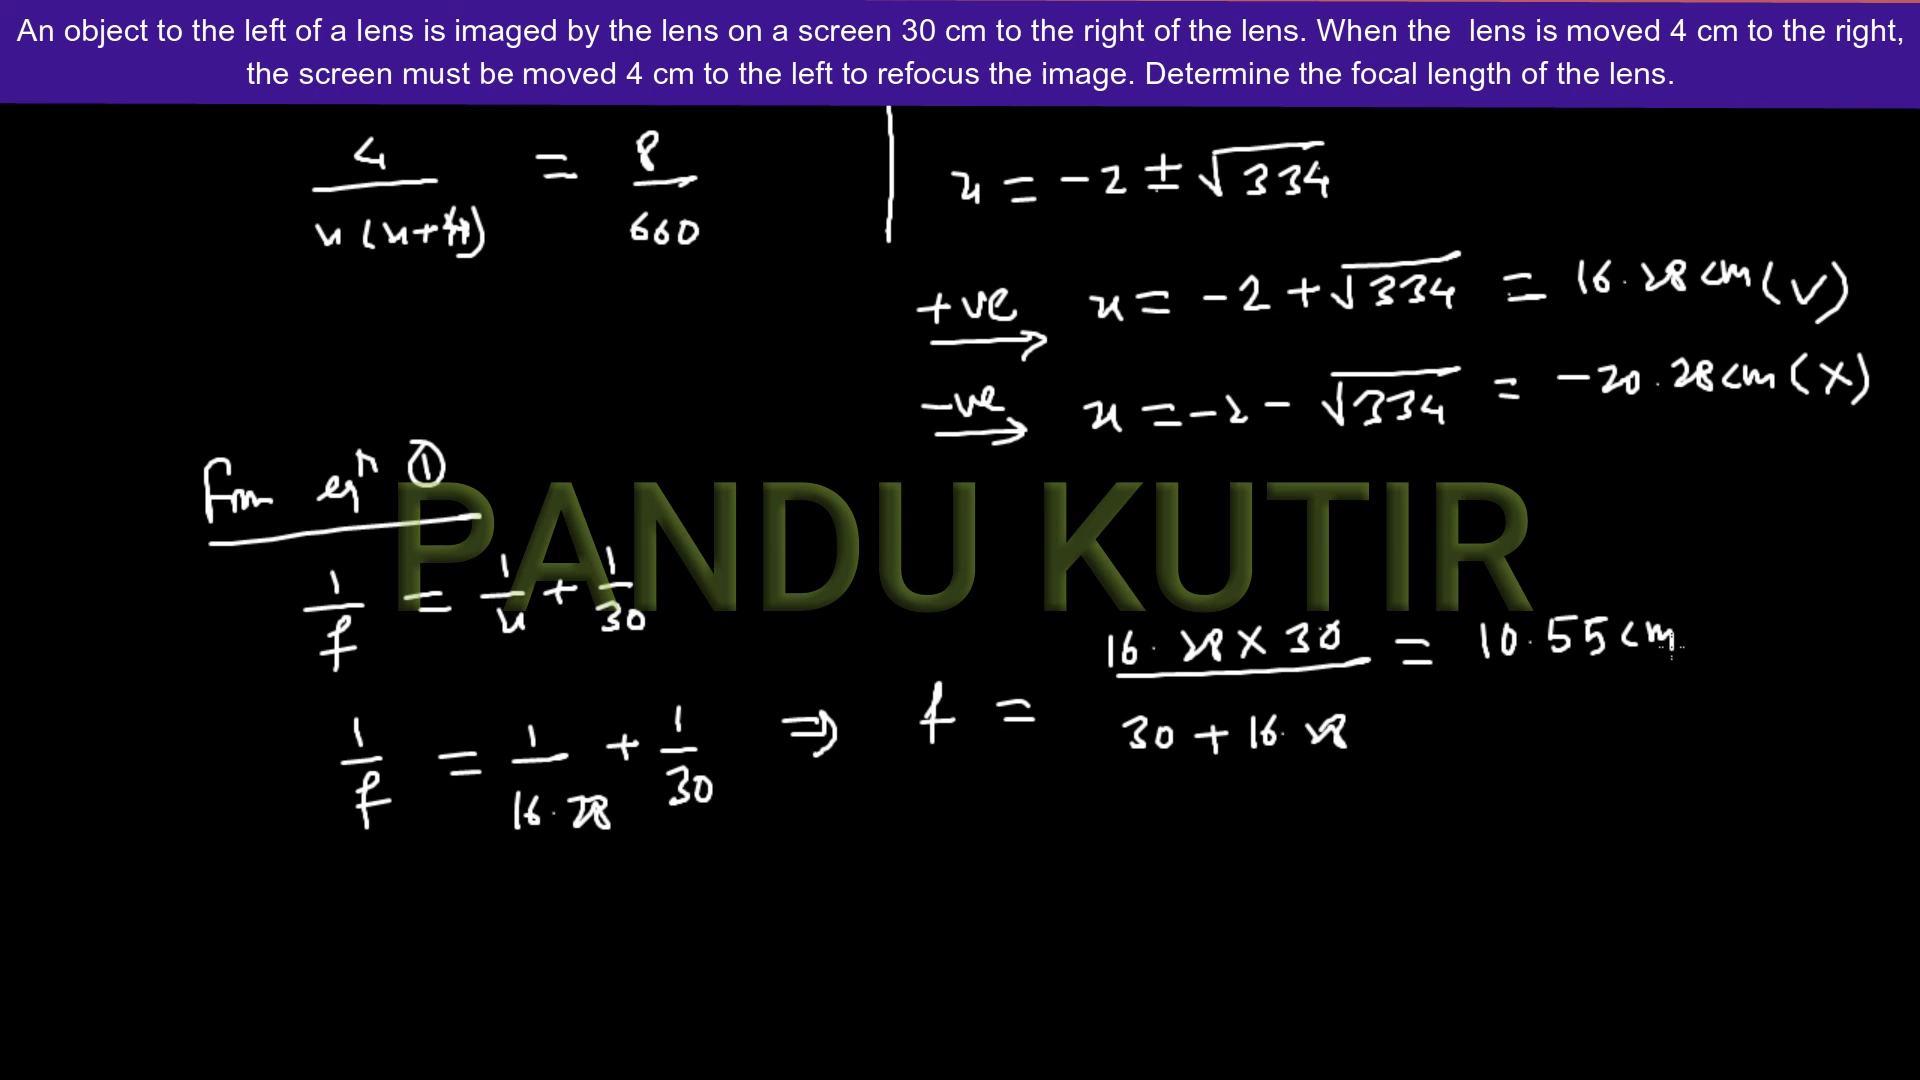 An object to the left of a lens is imaged by the lens on a screen 30 cm to the right of the lens. When the lens is moved 4 cm to the right,
the screen must be moved 4 cm to the left to refocus the image. Determine the focal length of the lens.
4/u(u+4) = 8/660
u = -2 ± √334
+ve u = -2 + √334 = 16.28 cm (√)
-ve u = -2 - √334 = -20.28 cm (X)
From eqn ①
PANDU KUTIR
1/f = 1/u + 1/30
1/f = 1/16.28 + 1/30 ⇒ f = 16.28 X 30/30 + 16.28 = 10.55 cm